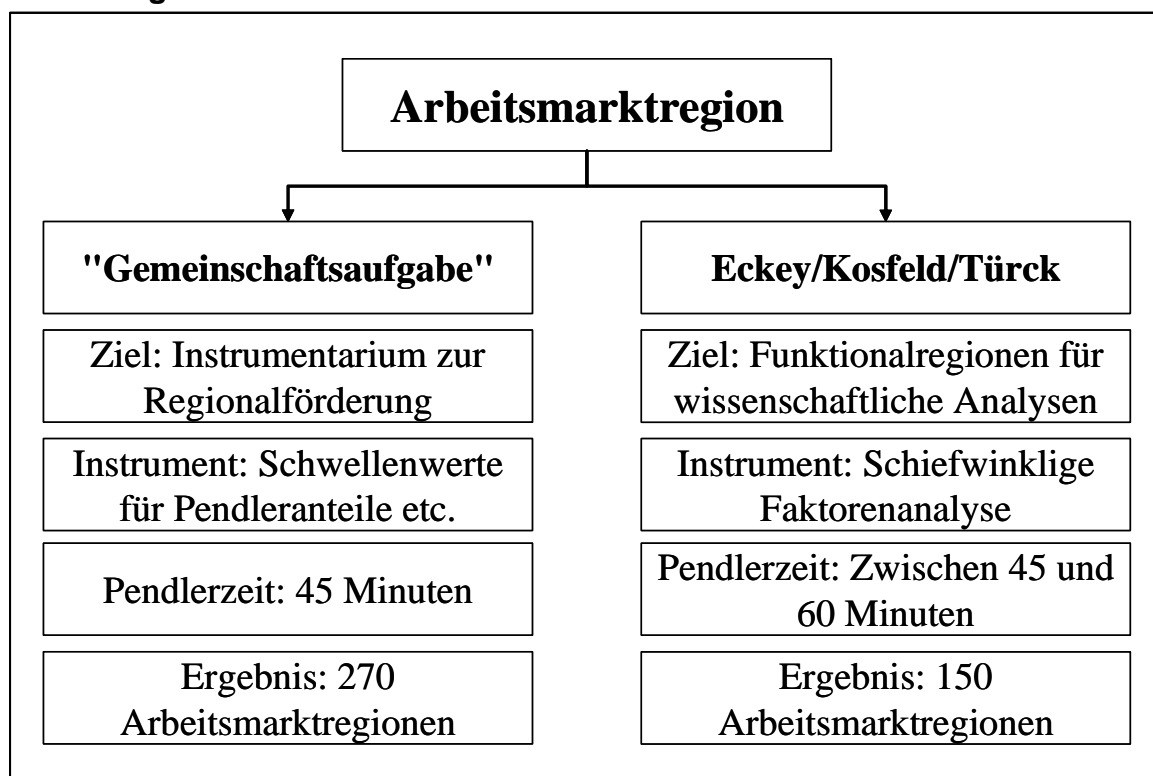 Arbeitsmarktregion
"Gemeinschaftsaufgabe"
Ziel: Instrumentarium zur
Regionalförderung
Instrument: Schwellenwerte
für Pendleranteile etc.
Pendlerzeit: 45 Minuten
Ergebnis: 270
Arbeitsmarktregionen
Eckey/Kosfeld/Türck
Ziel: Funktionalregionen für
wissenschaftliche Analysen
Instrument: Schiefwinklige
Faktorenanalyse
Pendlerzeit: Zwischen 45 und
60 Minuten
Ergebnis: 150
Arbeitsmarktregionen